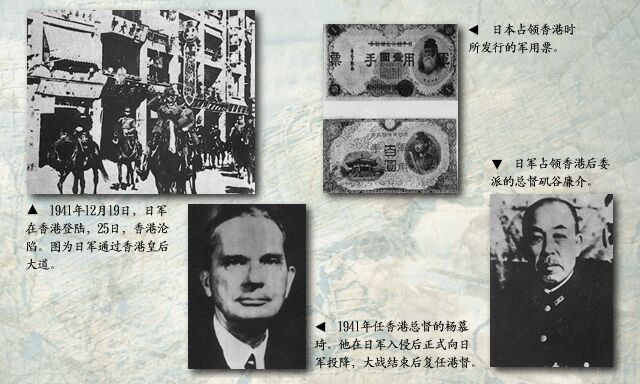 ◀ 日本占领香港时
所发行的军用票。
▼ 日军占领香港后委
派的总督矶谷廉介。
▲ 1941年12月19日，日军
在香港登陆，25日，香港沦
陷。图为日军通过香港皇后
大道。
◀ 1941年任香港总督的杨慕
琦。他在日军入侵后正式向日
军投降，大战结束后复任港督。
票手圓壹用軍
百圓